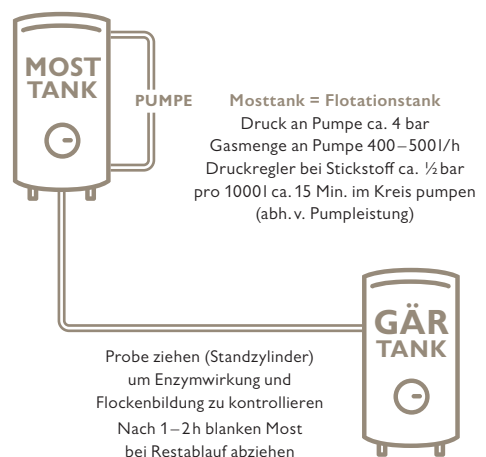 MOST
TANK
PUMPE
Mosttank = Flotationstank
Druck an Pumpe ca. 4 bar
Gasmenge an Pumpe 400–500 l/h
Druckregler bei Stickstoff ca. ½ bar
pro 1000 l ca. 15 Min. im Kreis pumpen
(abh. v. Pumpleistung)
GÄR
TANK
Probe ziehen (Standzylinder)
um Enzymwirkung und
Flockenbildung zu kontrollieren
Nach 1–2 h blanken Most
bei Restablauf abziehen